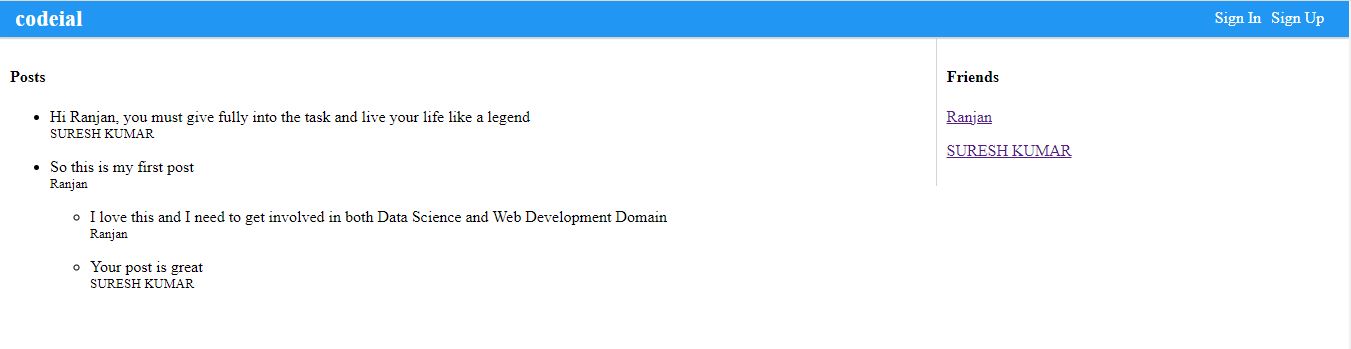 codeial
Sign In Sign Up
Posts
Hi Ranjan, you must give fully into the task and live your life like a legend
SURESH KUMAR
So this is my first post
Ranjan
I love this and I need to get involved in both Data Science and Web Development Domain
Ranjan
Your post is great
SURESH KUMAR
Friends
Ranjan
SURESH KUMAR